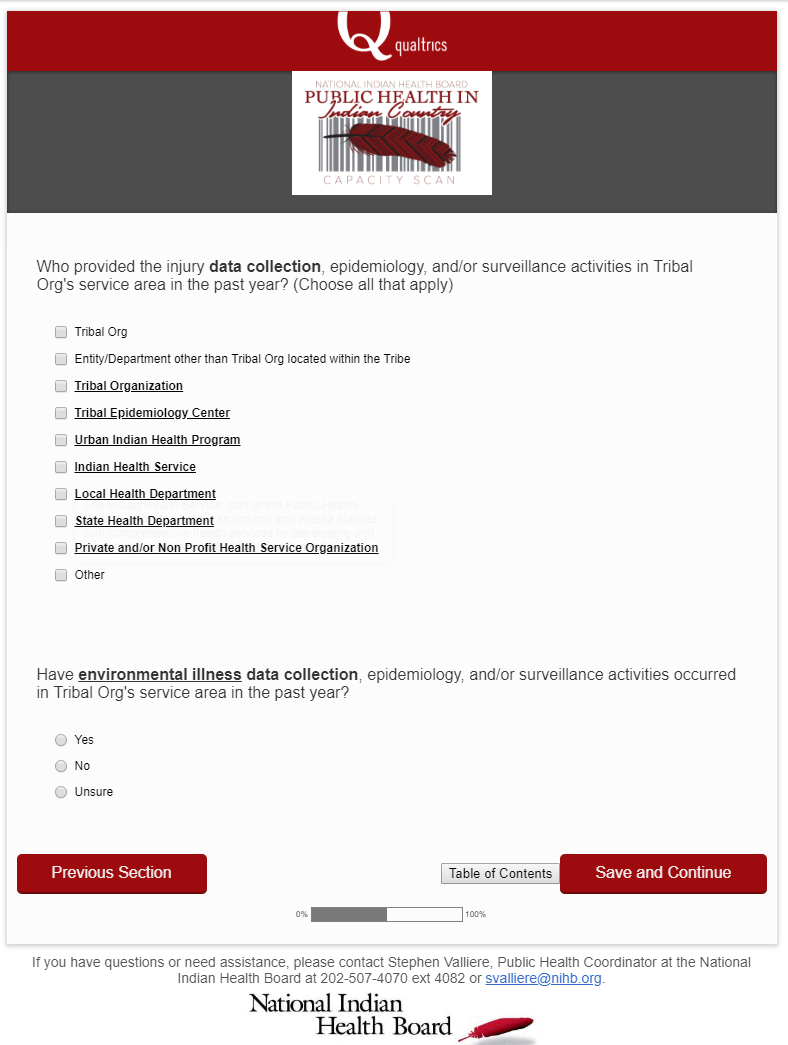 qualtrics
NATIONAL INDIAN HEALTH BOARD
PUBLIC HEALTH IN
Indian Country
CAPACITY SCAN
Who provided the injury data collection, epidemiology, and/or surveillance activities in Tribal
Org's service area in the past year? (Choose all that apply)
Tribal Org
Entity/Department other than Tribal Org located within the Tribe
Tribal Organization
Tribal Epidemiology Center
Urban Indian Health Program
Indian Health Service
Local Health Department
State Health Department
Private and/or Non Profit Health Service Organization
Other
Have environmental illness data collection, epidemiology, and/or surveillance activities occurred
in Tribal Org's service area in the past year?
Yes
No
Unsure
Previous Section
Table of Contents
Save and Continue
0%
100%
If you have questions or need assistance, please contact Stephen Valliere, Public Health Coordinator at the National
Indian Health Board at 202-507-4070 ext 4082 or svalliere@nihb.org.
National Indian
Health Board